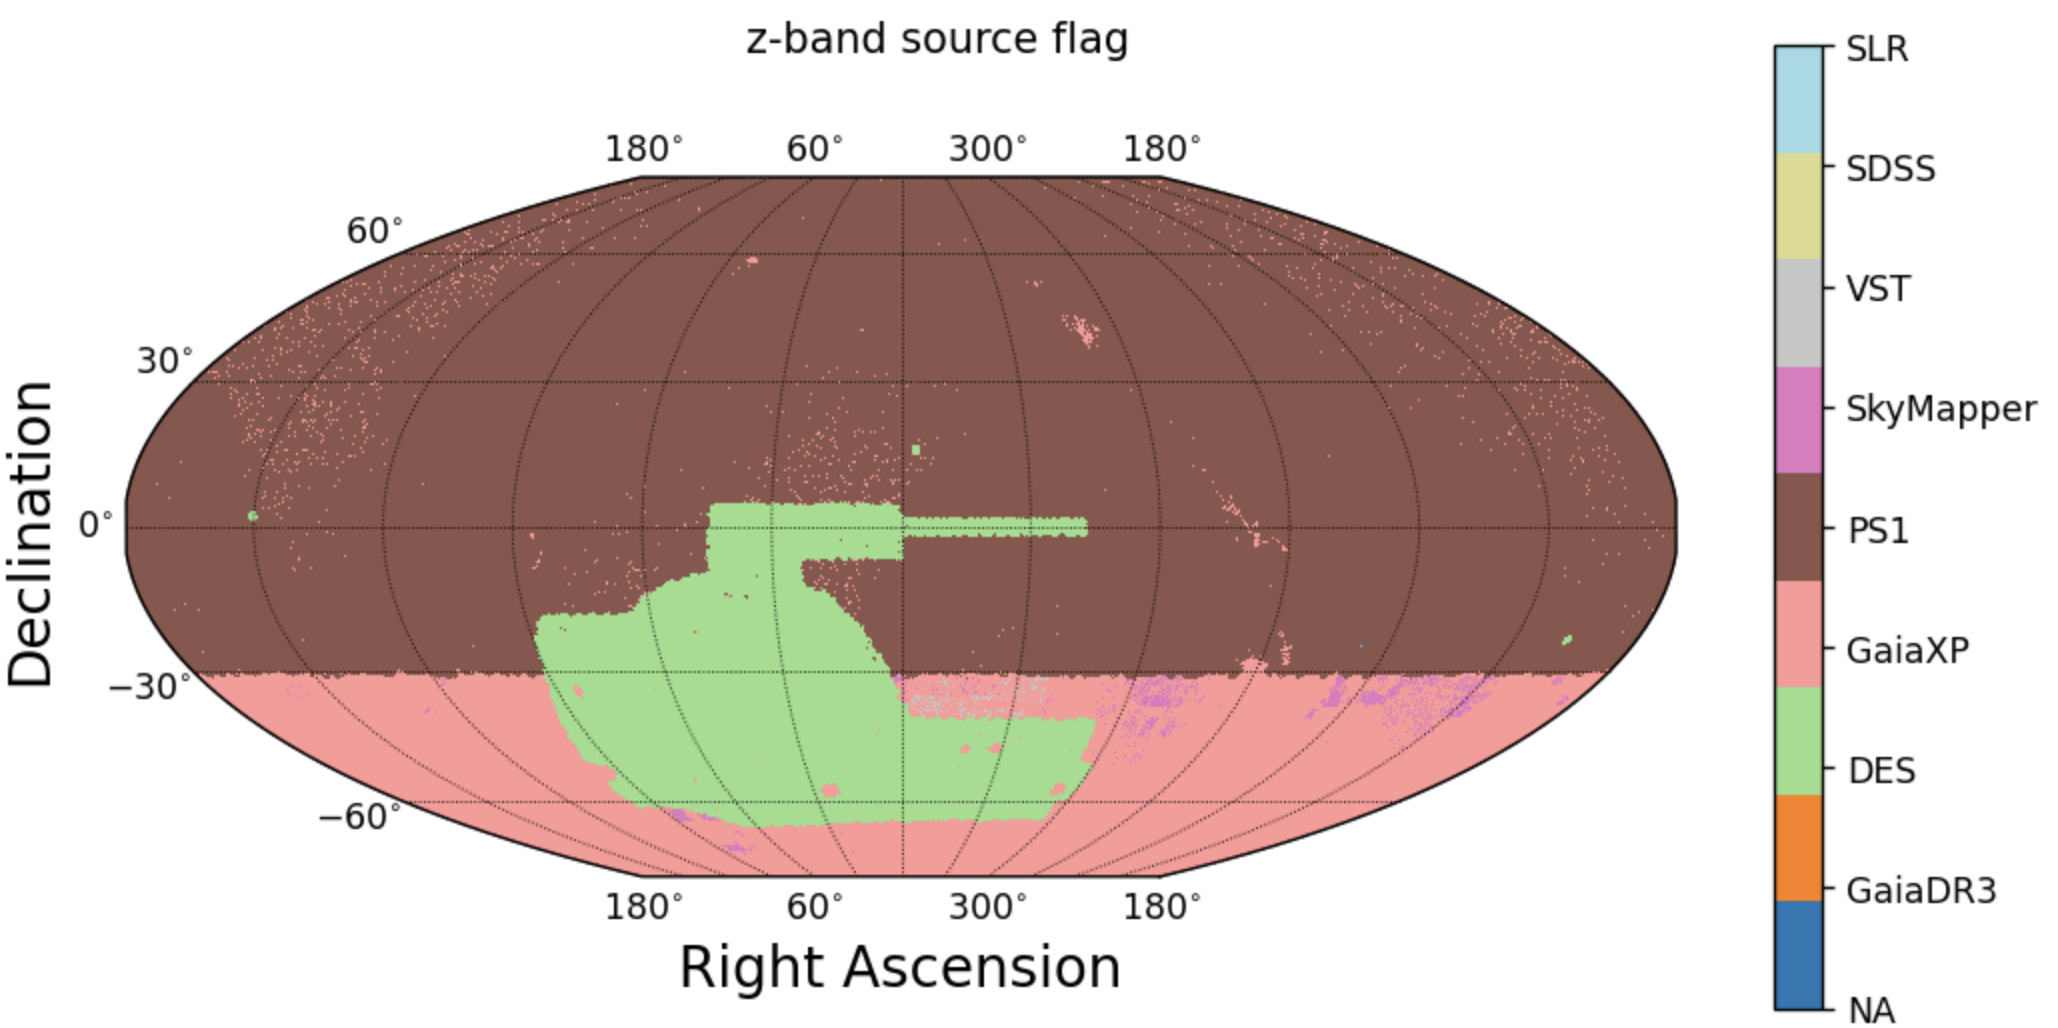 z-band source flag
180° 60° 300° 180°
60°
30°
0°
−30°
−60°
180° 60° 300° 180°
Declination
Right Ascension
SLR
SDSS
VST
SkyMapper
PS1
GaiaXP
DES
GaiaDR3
NA